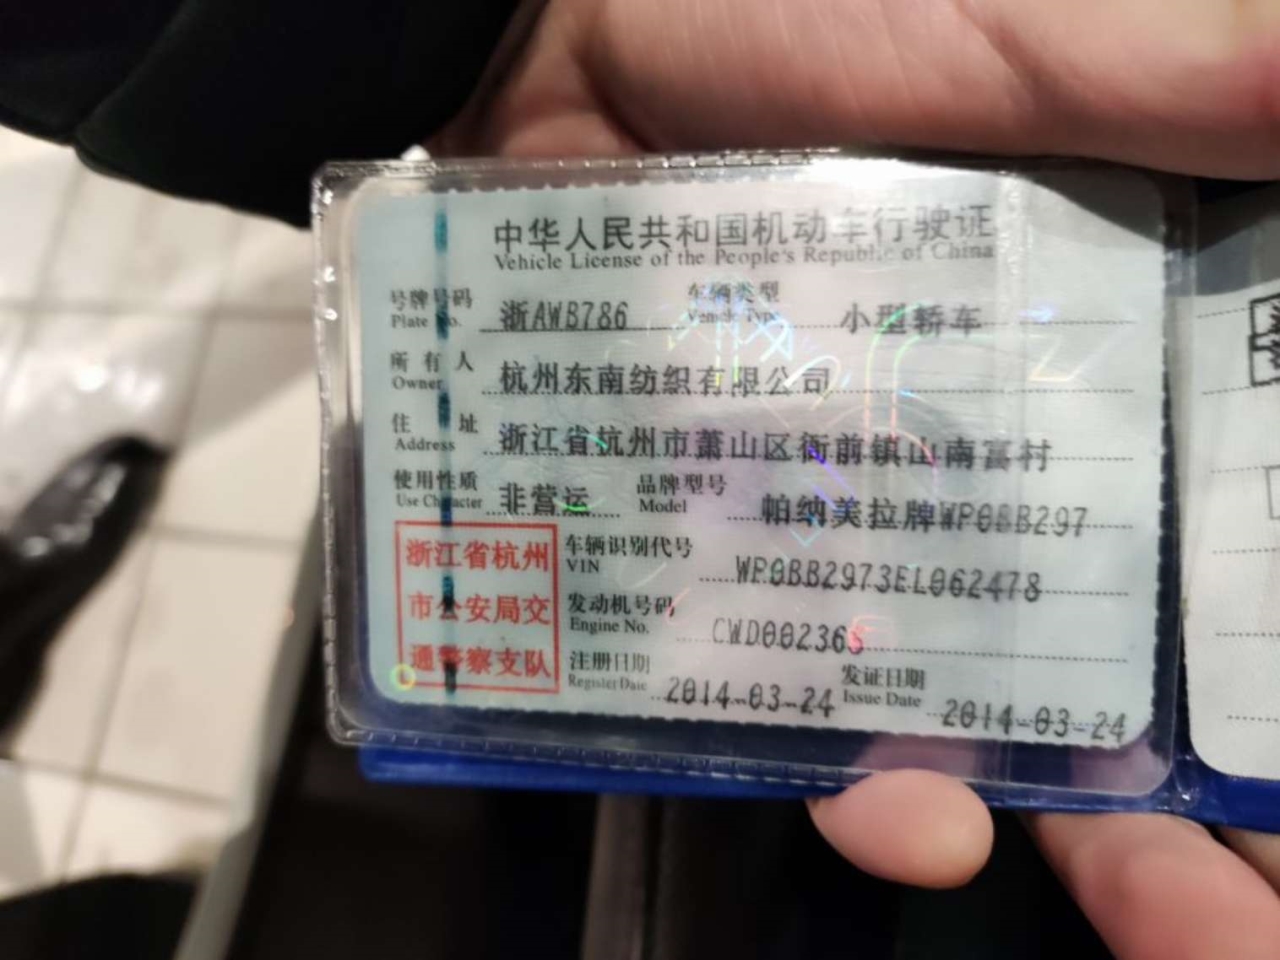 中华人民共和国机动车行驶证
Vehicle License of the People's Republic of China
号牌号码 浙AWB786 车辆类型 小型轿车
Plate No. Vehicle Type
所有人 杭州东南纺织有限公司
Owner
住址 浙江省杭州市萧山区衙前镇山南富村
Address
使用性质 非营运 品牌型号 帕纳美拉牌WP0BB297
Use Character Model
浙江省杭州
市公安局交
通警察支队
车辆识别代号 WP0BB2973EL062478
VIN
发动机号码 CWD002365
Engine No.
注册日期 2014-03-24 发证日期 2014-03-24
Register Date Issue Date